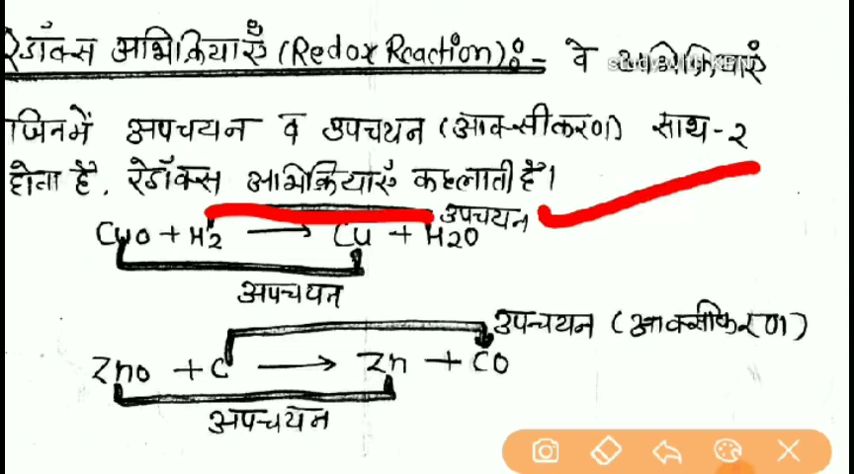 रेडॉक्स अभिक्रियाएँ (Redox Reaction):- वे अभिक्रियाएं
जिनमें अपचयन व उपचयन (आक्सीकरण) साथ-२
होता है, रेडॉक्स अभिक्रियाएँ कहलाती है।
उपचयन
CuO + H2 ⟶ Cu + H2O
अपचयन
उपचयन (आक्सीकरण)
ZnO + C ⟶ Zn + CO
अपचयन